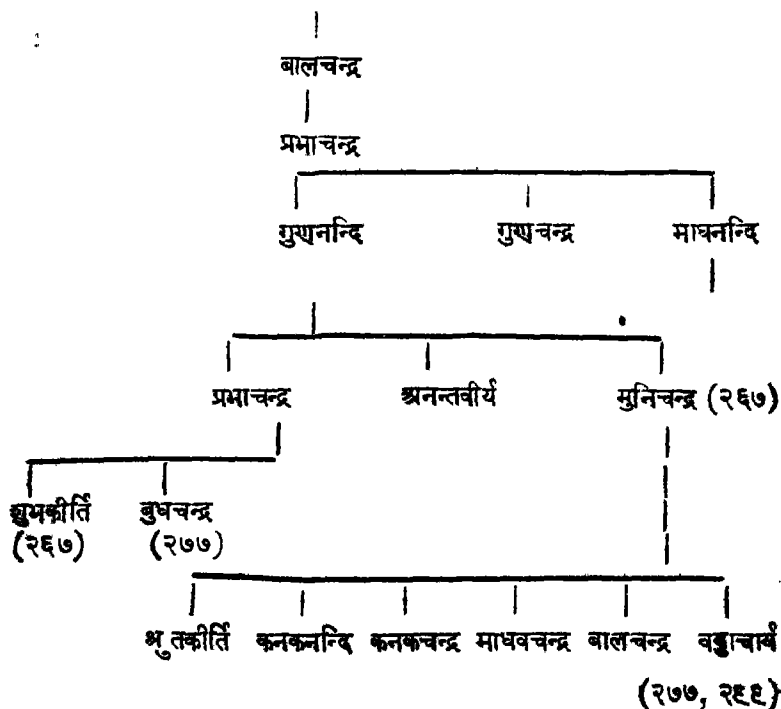 बालचन्द्र
प्रभाचन्द्र
गुणनन्दि गुणचन्द्र माघनन्दि
प्रभाचन्द्र अनन्तवीर्य मुनिचन्द्र (२६७)
शुभकीर्ति बुधचन्द्र
(२६७) (२७७)
श्रुतकीर्ति कनकनन्दि कनकचन्द्र माधवचन्द्र बालचन्द्र वड्डाचार्य
(२७७, २९९)